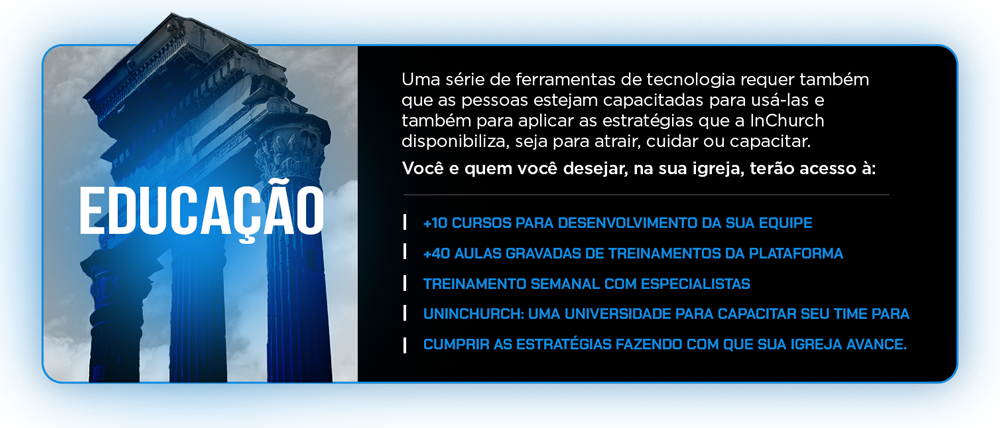 EDUCAÇÃO
Uma série de ferramentas de tecnologia requer também
que as pessoas estejam capacitadas para usá-las e
também para aplicar as estratégias que a InChurch
disponibiliza, seja para atrair, cuidar ou capacitar.
Você e quem você desejar, na sua igreja, terão acesso à:
+10 CURSOS PARA DESENVOLVIMENTO DA SUA EQUIPE
+40 AULAS GRAVADAS DE TREINAMENTOS DA PLATAFORMA
TREINAMENTO SEMANAL COM ESPECIALISTAS
UNINCHURCH: UMA UNIVERSIDADE PARA CAPACITAR SEU TIME PARA
CUMPRIR AS ESTRATÉGIAS FAZENDO COM QUE SUA IGREJA AVANCE.